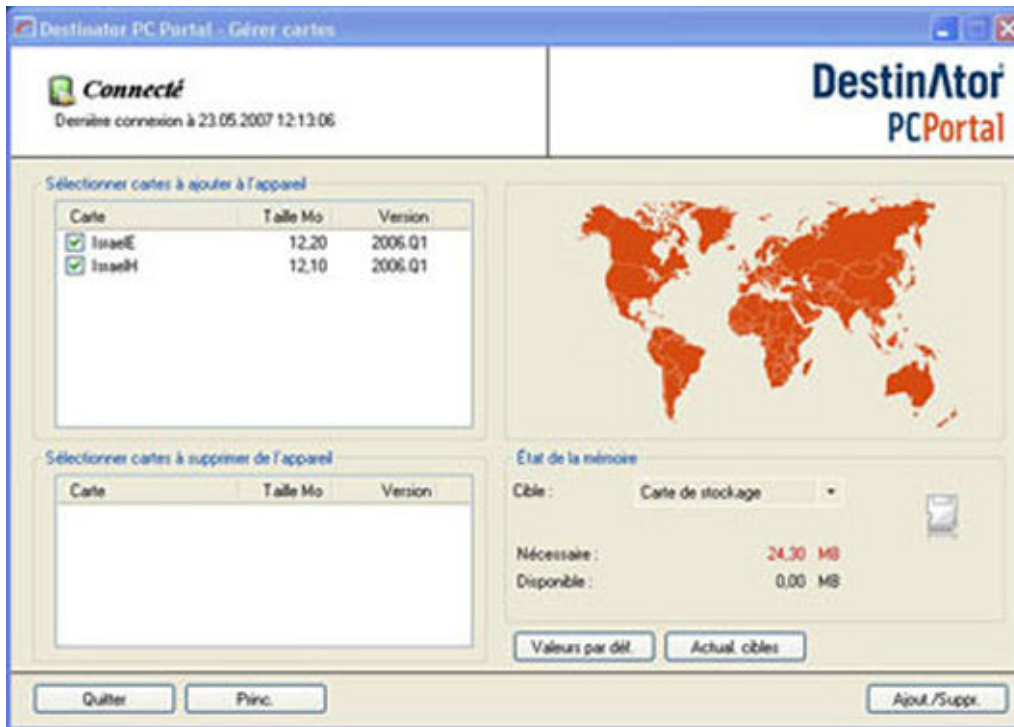 Destinator PC Portal - Gérer cartes
Connecté
Dernière connexion à 23.05.2007 12:13:06
DestinAtor
PCPortal
Sélectionner cartes à ajouter à l'appareil
Carte Taille Mo Version
IsraelE 12,20 2006.Q1
IsraelH 12,10 2006.Q1
Sélectionner cartes à supprimer de l'appareil
Carte Taille Mo Version
État de la mémoire
Cible : Carte de stockage
Nécessaire : 24,30 MB
Disponible : 0,00 MB
Valeurs par déf. Actual. cibles
Quitter Princ. Ajout./Suppr.